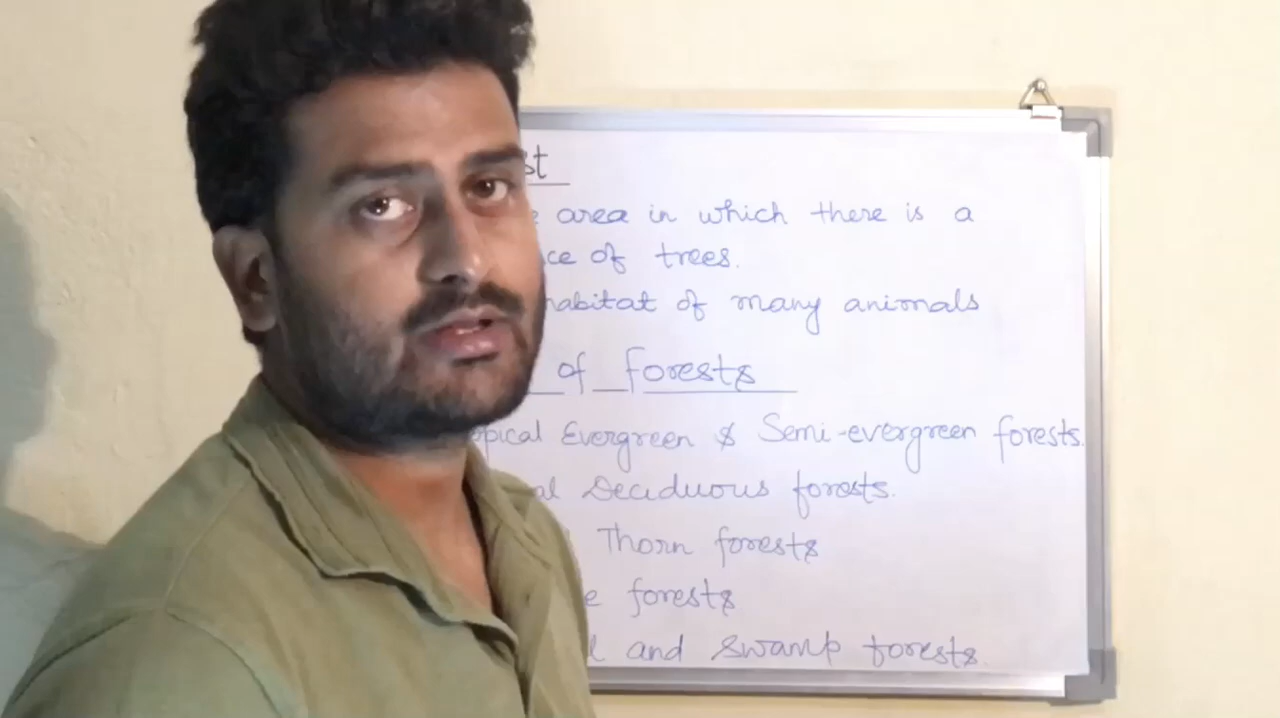 st
area in which there is a
ce of trees.
habitat of many animals
of forests
pical Evergreen & Semi-evergreen forests.
al Deciduous forests.
Thorn forests
e forests
l and swamp forests.